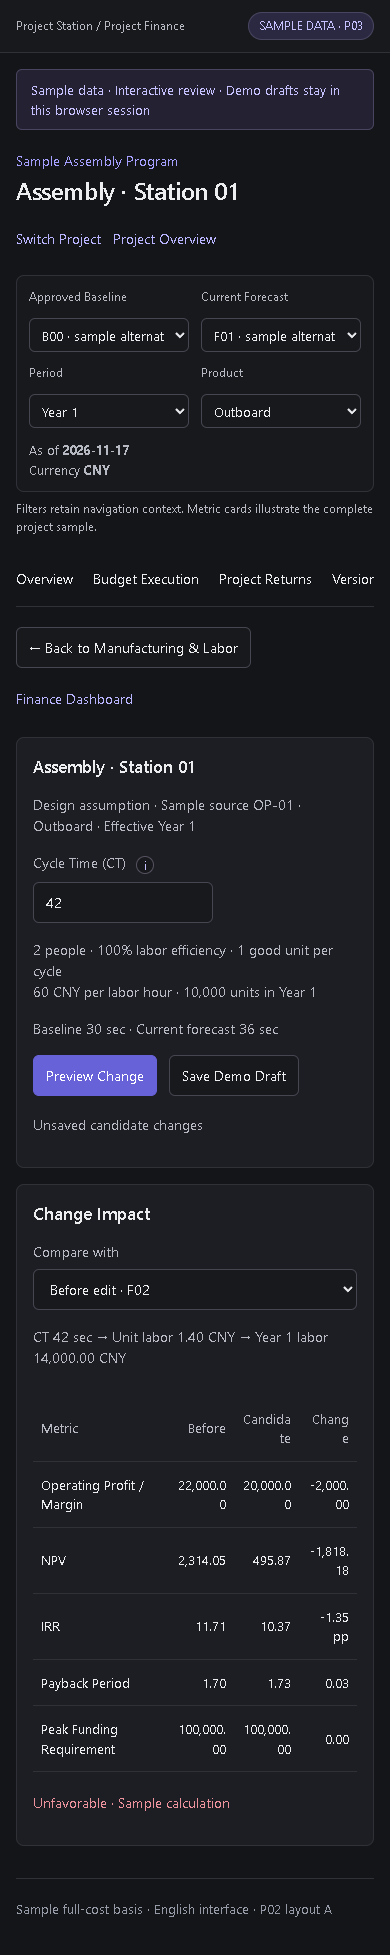 Project Station / Project Finance
SAMPLE DATA · P03
Sample data · Interactive review · Demo drafts stay in
this browser session
Sample Assembly Program
Assembly · Station 01
Switch Project Project Overview
Approved Baseline Current Forecast
B00 · sample alternat F01 · sample alternat
Period Product
Year 1 Outboard
As of 2026-11-17
Currency CNY
Filters retain navigation context. Metric cards illustrate the complete
project sample.
Overview Budget Execution Project Returns Version
← Back to Manufacturing & Labor
Finance Dashboard
Assembly · Station 01
Design assumption · Sample source OP-01 ·
Outboard · Effective Year 1
Cycle Time (CT) i
42
2 people · 100% labor efficiency · 1 good unit per
cycle
60 CNY per labor hour · 10,000 units in Year 1
Baseline 30 sec · Current forecast 36 sec
Preview Change Save Demo Draft
Unsaved candidate changes
Change Impact
Compare with
Before edit · F02
CT 42 sec → Unit labor 1.40 CNY → Year 1 labor
14,000.00 CNY
Metric Before Candida
te Chang
e
Operating Profit /
Margin 22,000.0
0 20,000.0
0 -2,000.
00
NPV 2,314.05 495.87 -1,818.
18
IRR 11.71 10.37 -1.35
pp
Payback Period 1.70 1.73 0.03
Peak Funding
Requirement 100,000.
00 100,000.
00 0.00
Unfavorable · Sample calculation
Sample full-cost basis · English interface · P02 layout A